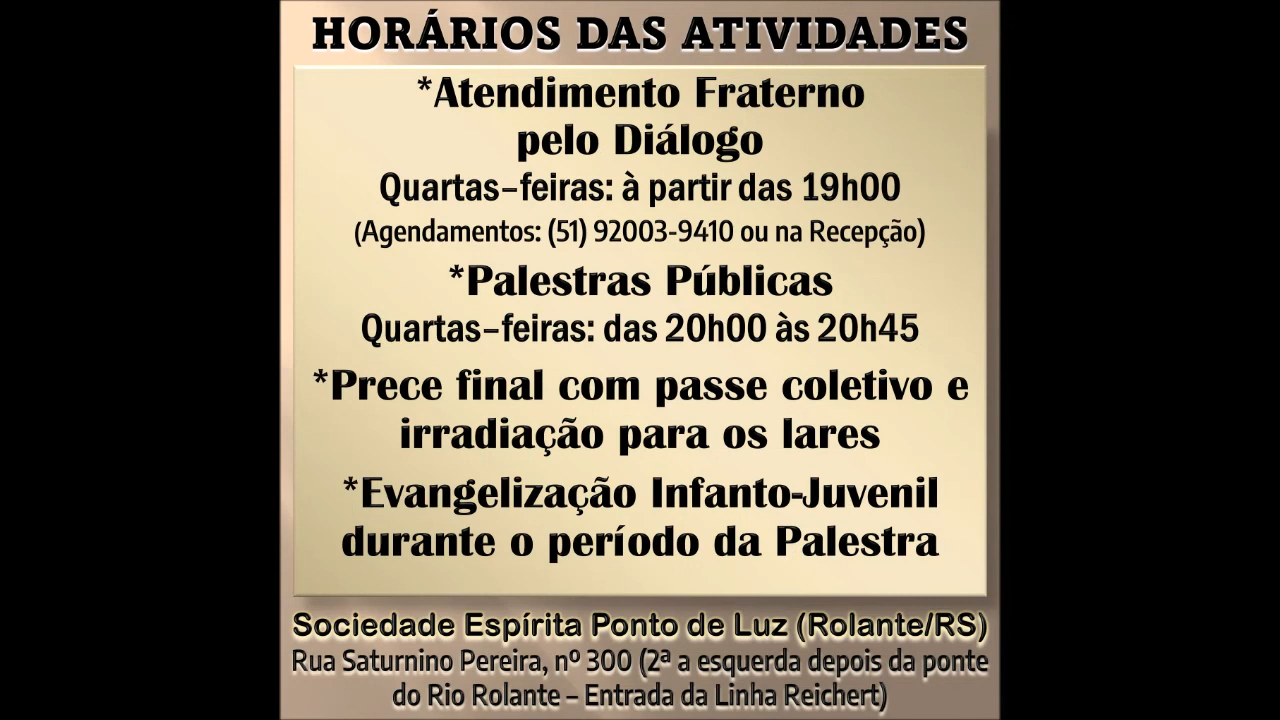 HORÁRIOS DAS ATIVIDADES
*Atendimento Fraterno
pelo Diálogo
Quartas-feiras: à partir das 19h00
(Agendamentos: (51) 92003-9410 ou na Recepção)
*Palestras Públicas
Quartas-feiras: das 20h00 às 20h45
*Prece final com passe coletivo e
irradiação para os lares
*Evangelização Infanto-Juvenil
durante o período da Palestra
Sociedade Espírita Ponto de Luz (Rolante/RS)
Rua Saturnino Pereira, nº 300 (2ª a esquerda depois da ponte
do Rio Rolante – Entrada da Linha Reichert)